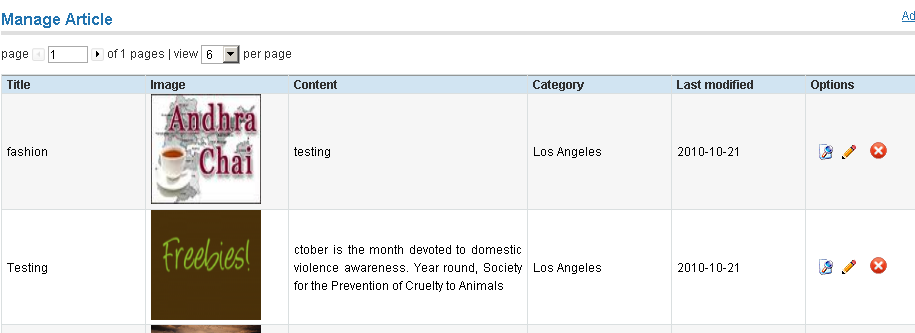 Manage Article
Ad
page 1 of 1 pages | view 6 per page
Title Image Content Category Last modified Options
fashion Andhra Chai testing Los Angeles 2010-10-21
Testing Freebies! ctober is the month devoted to domestic violence awareness. Year round, Society for the Prevention of Cruelty to Animals Los Angeles 2010-10-21